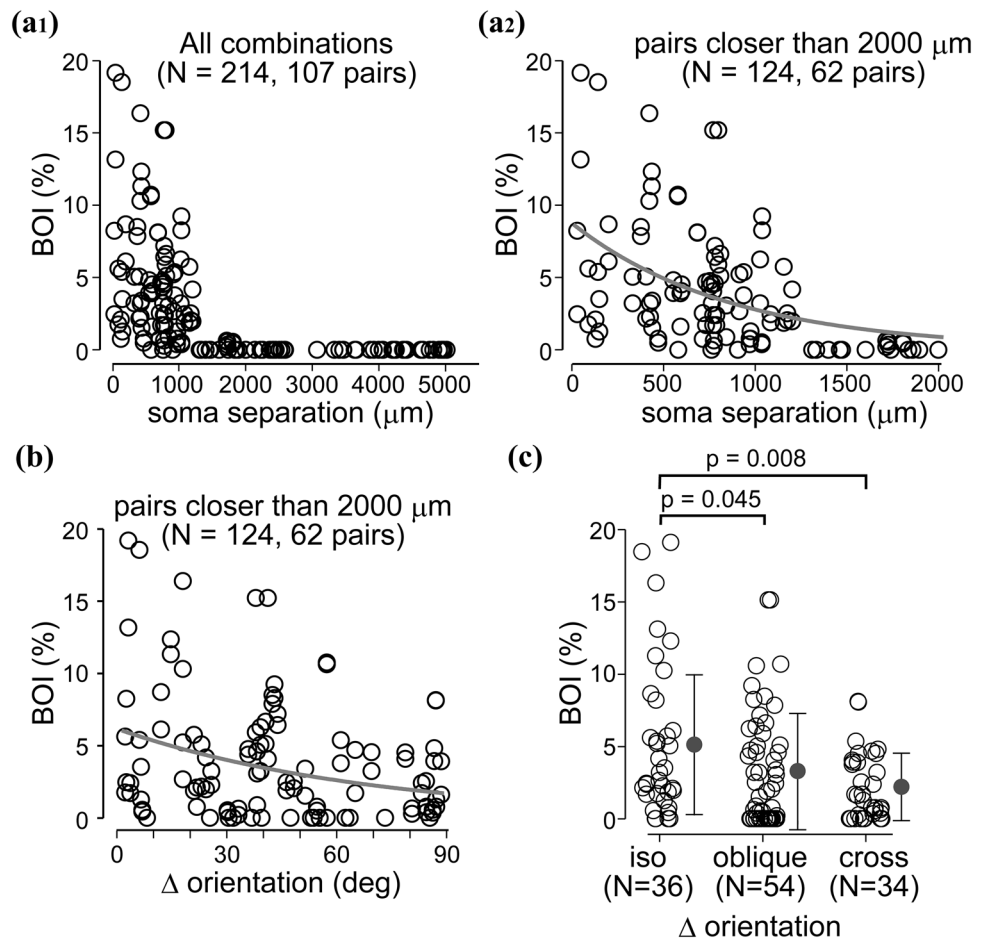 (a1)
All combinations
(N = 214, 107 pairs)
20
15
10
5
0
BOI (%)
0 1000 2000 3000 4000 5000
soma separation (μm)
(a2)
pairs closer than 2000 μm
(N = 124, 62 pairs)
20
15
10
5
0
BOI (%)
0 500 1000 1500 2000
soma separation (μm)
(b)
pairs closer than 2000 μm
(N = 124, 62 pairs)
20
15
10
5
0
BOI (%)
0 30 60 90
Δ orientation (deg)
(c)
p = 0.008
p = 0.045
20
15
10
5
0
BOI (%)
iso oblique cross
(N=36) (N=54) (N=34)
Δ orientation